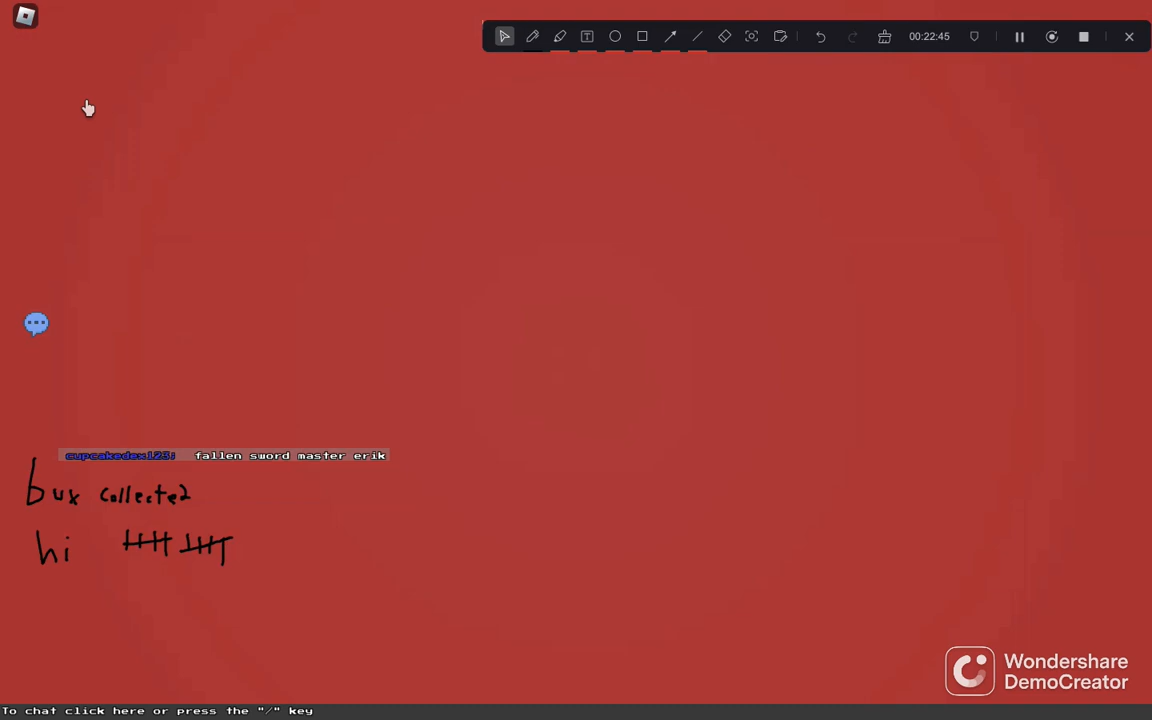 00:22:45
cupcakedex123: fallen sword master erik
bux collected
hi
Wondershare
DemoCreator
To chat click here or press the "/" key